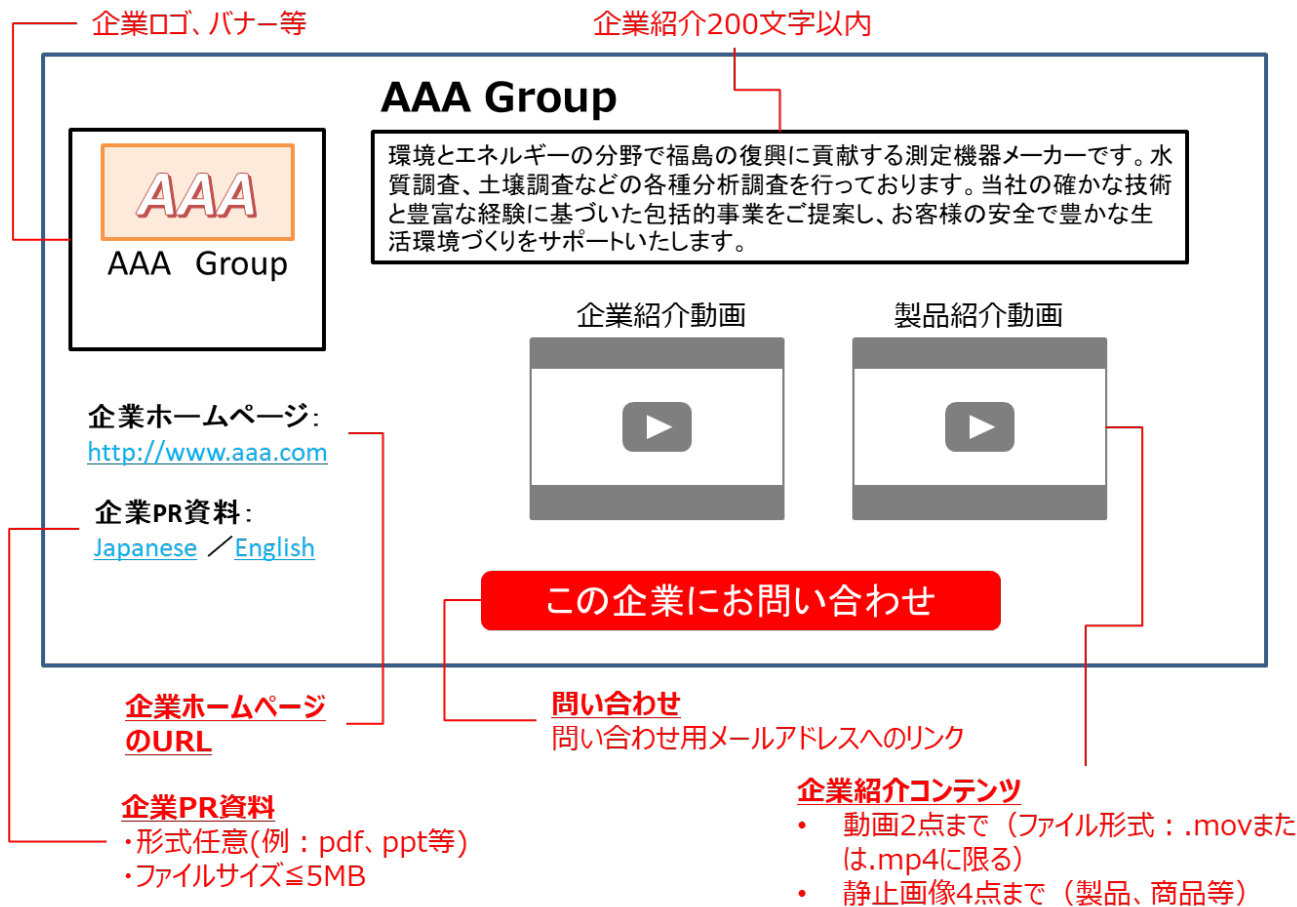 企業ロゴ、バナー等
企業紹介200文字以内
AAA Group
AAA
AAA Group
環境とエネルギーの分野で福島の復興に貢献する測定機器メーカーです。水
質調査、土壌調査などの各種分析調査を行っております。当社の確かな技術
と豊富な経験に基づいた包括的事業をご提案し、お客様の安全で豊かな生
活環境づくりをサポートいたします。
企業紹介動画
製品紹介動画
企業ホームページ：
http://www.aaa.com
企業PR資料：
Japanese ／English
この企業にお問い合わせ
企業ホームページ
のURL
問い合わせ
問い合わせ用メールアドレスへのリンク
企業PR資料
・形式任意(例：pdf、ppt等)
・ファイルサイズ≦5MB
企業紹介コンテンツ
• 動画2点まで（ファイル形式：.movまた
は.mp4に限る）
• 静止画像4点まで（製品、商品等）